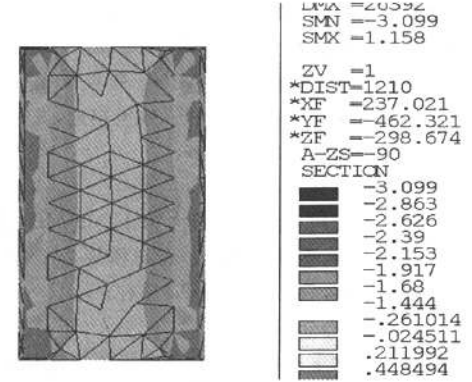 DMX =26392
SMN =-3.099
SMX =1.158
ZV =1
*DIST=1210
*XF =237.021
*YF =-462.321
*ZF =-298.674
A-ZS=-90
SECTION
-3.099
-2.863
-2.626
-2.39
-2.153
-1.917
-1.68
-1.444
-.261014
-.024511
.211992
.448494